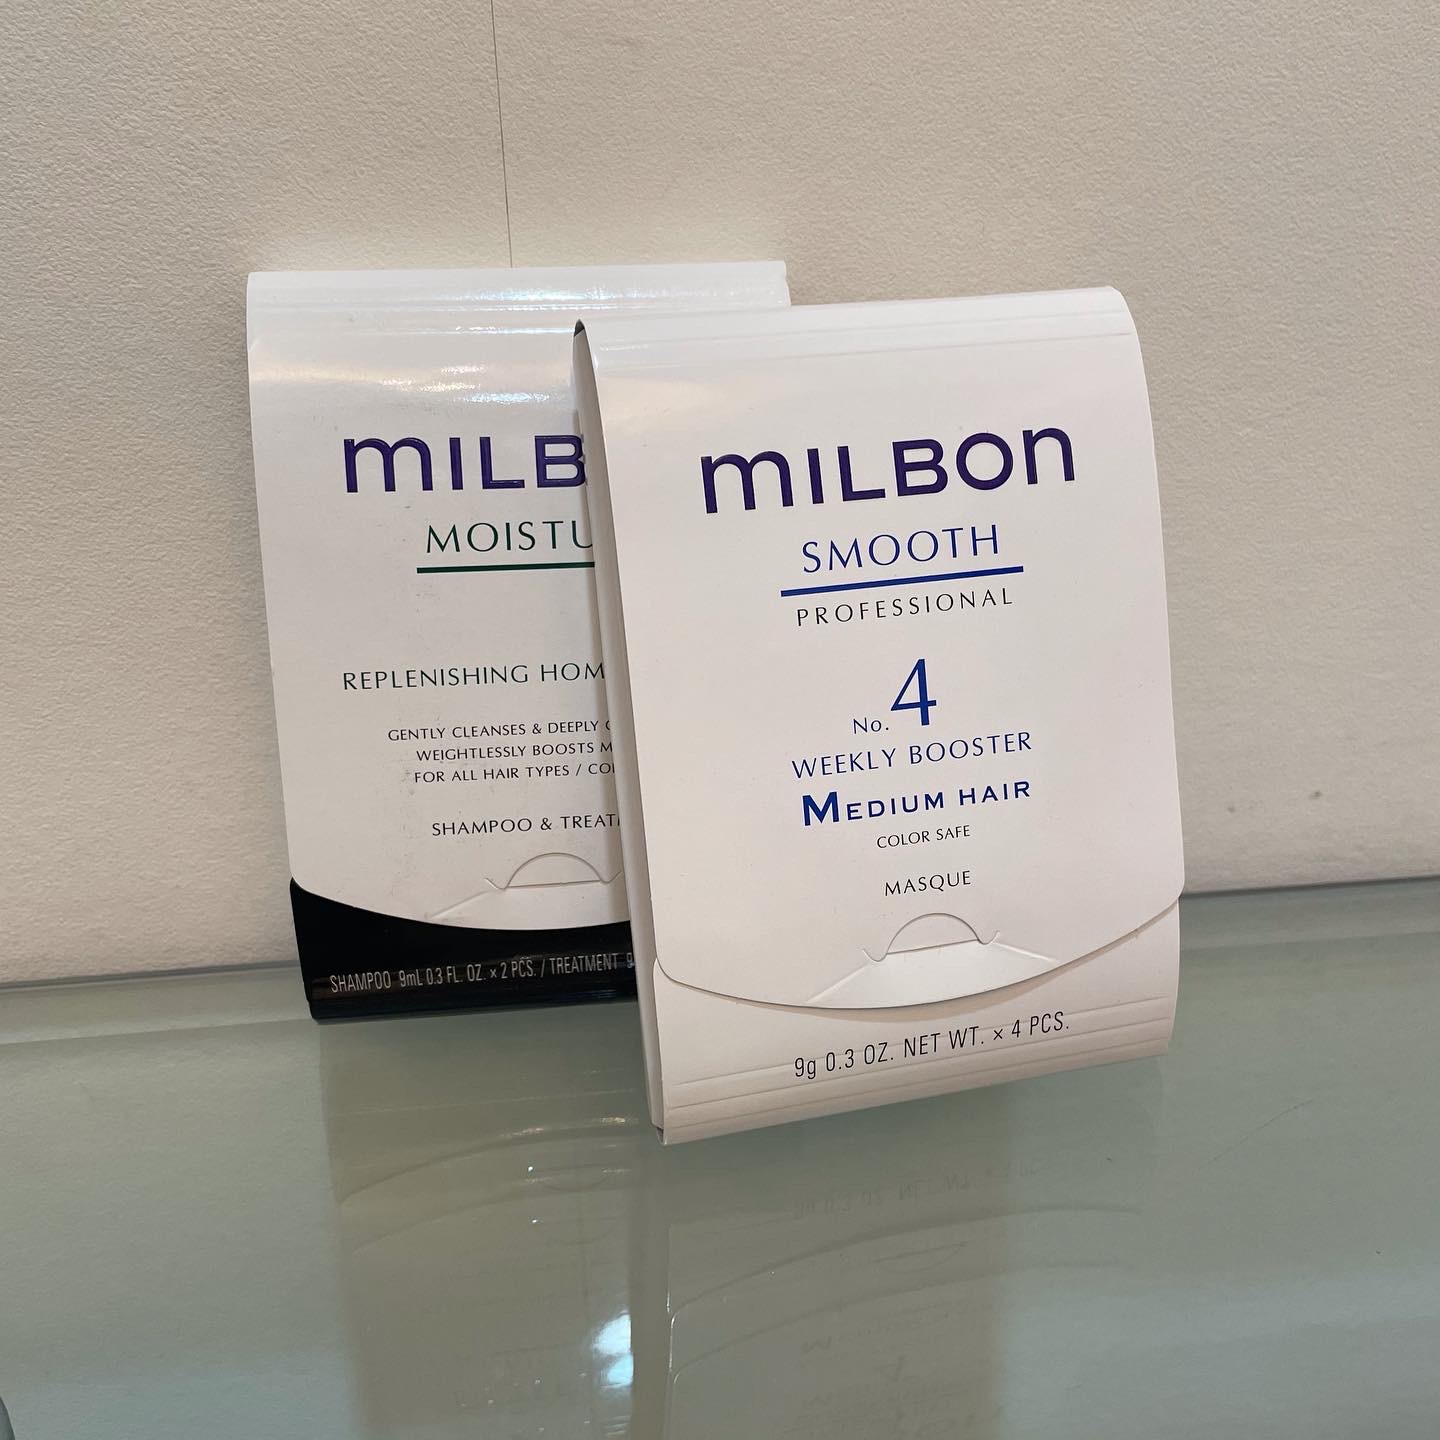 mILB
MOISTU
REPLENISHING HOM
GENTLY CLEANSES & DEEPLY
WEIGHTLESSLY BOOSTS M
FOR ALL HAIR TYPES / CO
SHAMPOO & TREAT
SHAMPOO 9mL 0.3 FL. OZ. × 2 PCS. / TREATMENT 9
mILBOn
SMOOTH
PROFESSIONAL
No. 4
WEEKLY BOOSTER
MEDIUM HAIR
COLOR SAFE
MASQUE
9g 0.3 OZ. NET WT. × 4 PCS.